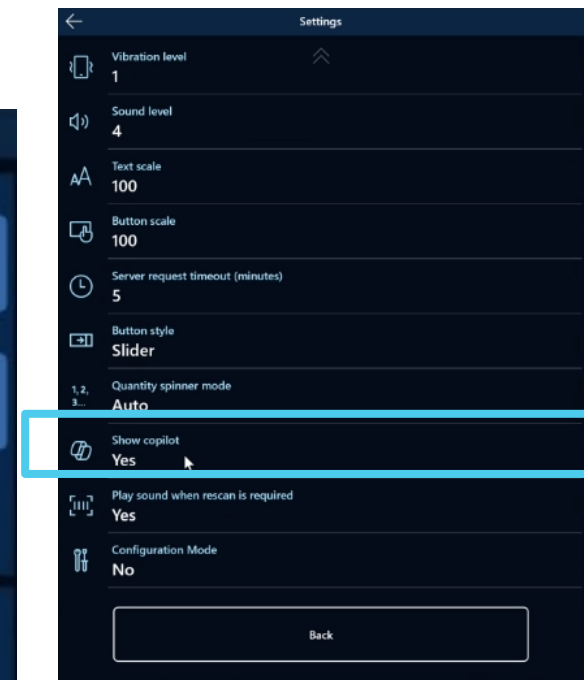 Settings
Vibration level
1
Sound level
4
Text scale
100
Button scale
100
Server request timeout (minutes)
5
Button style
Slider
1, 2,
3...
Quantity spinner mode
Auto
Show copilot
Yes
Play sound when rescan is required
Yes
Configuration Mode
No
Back